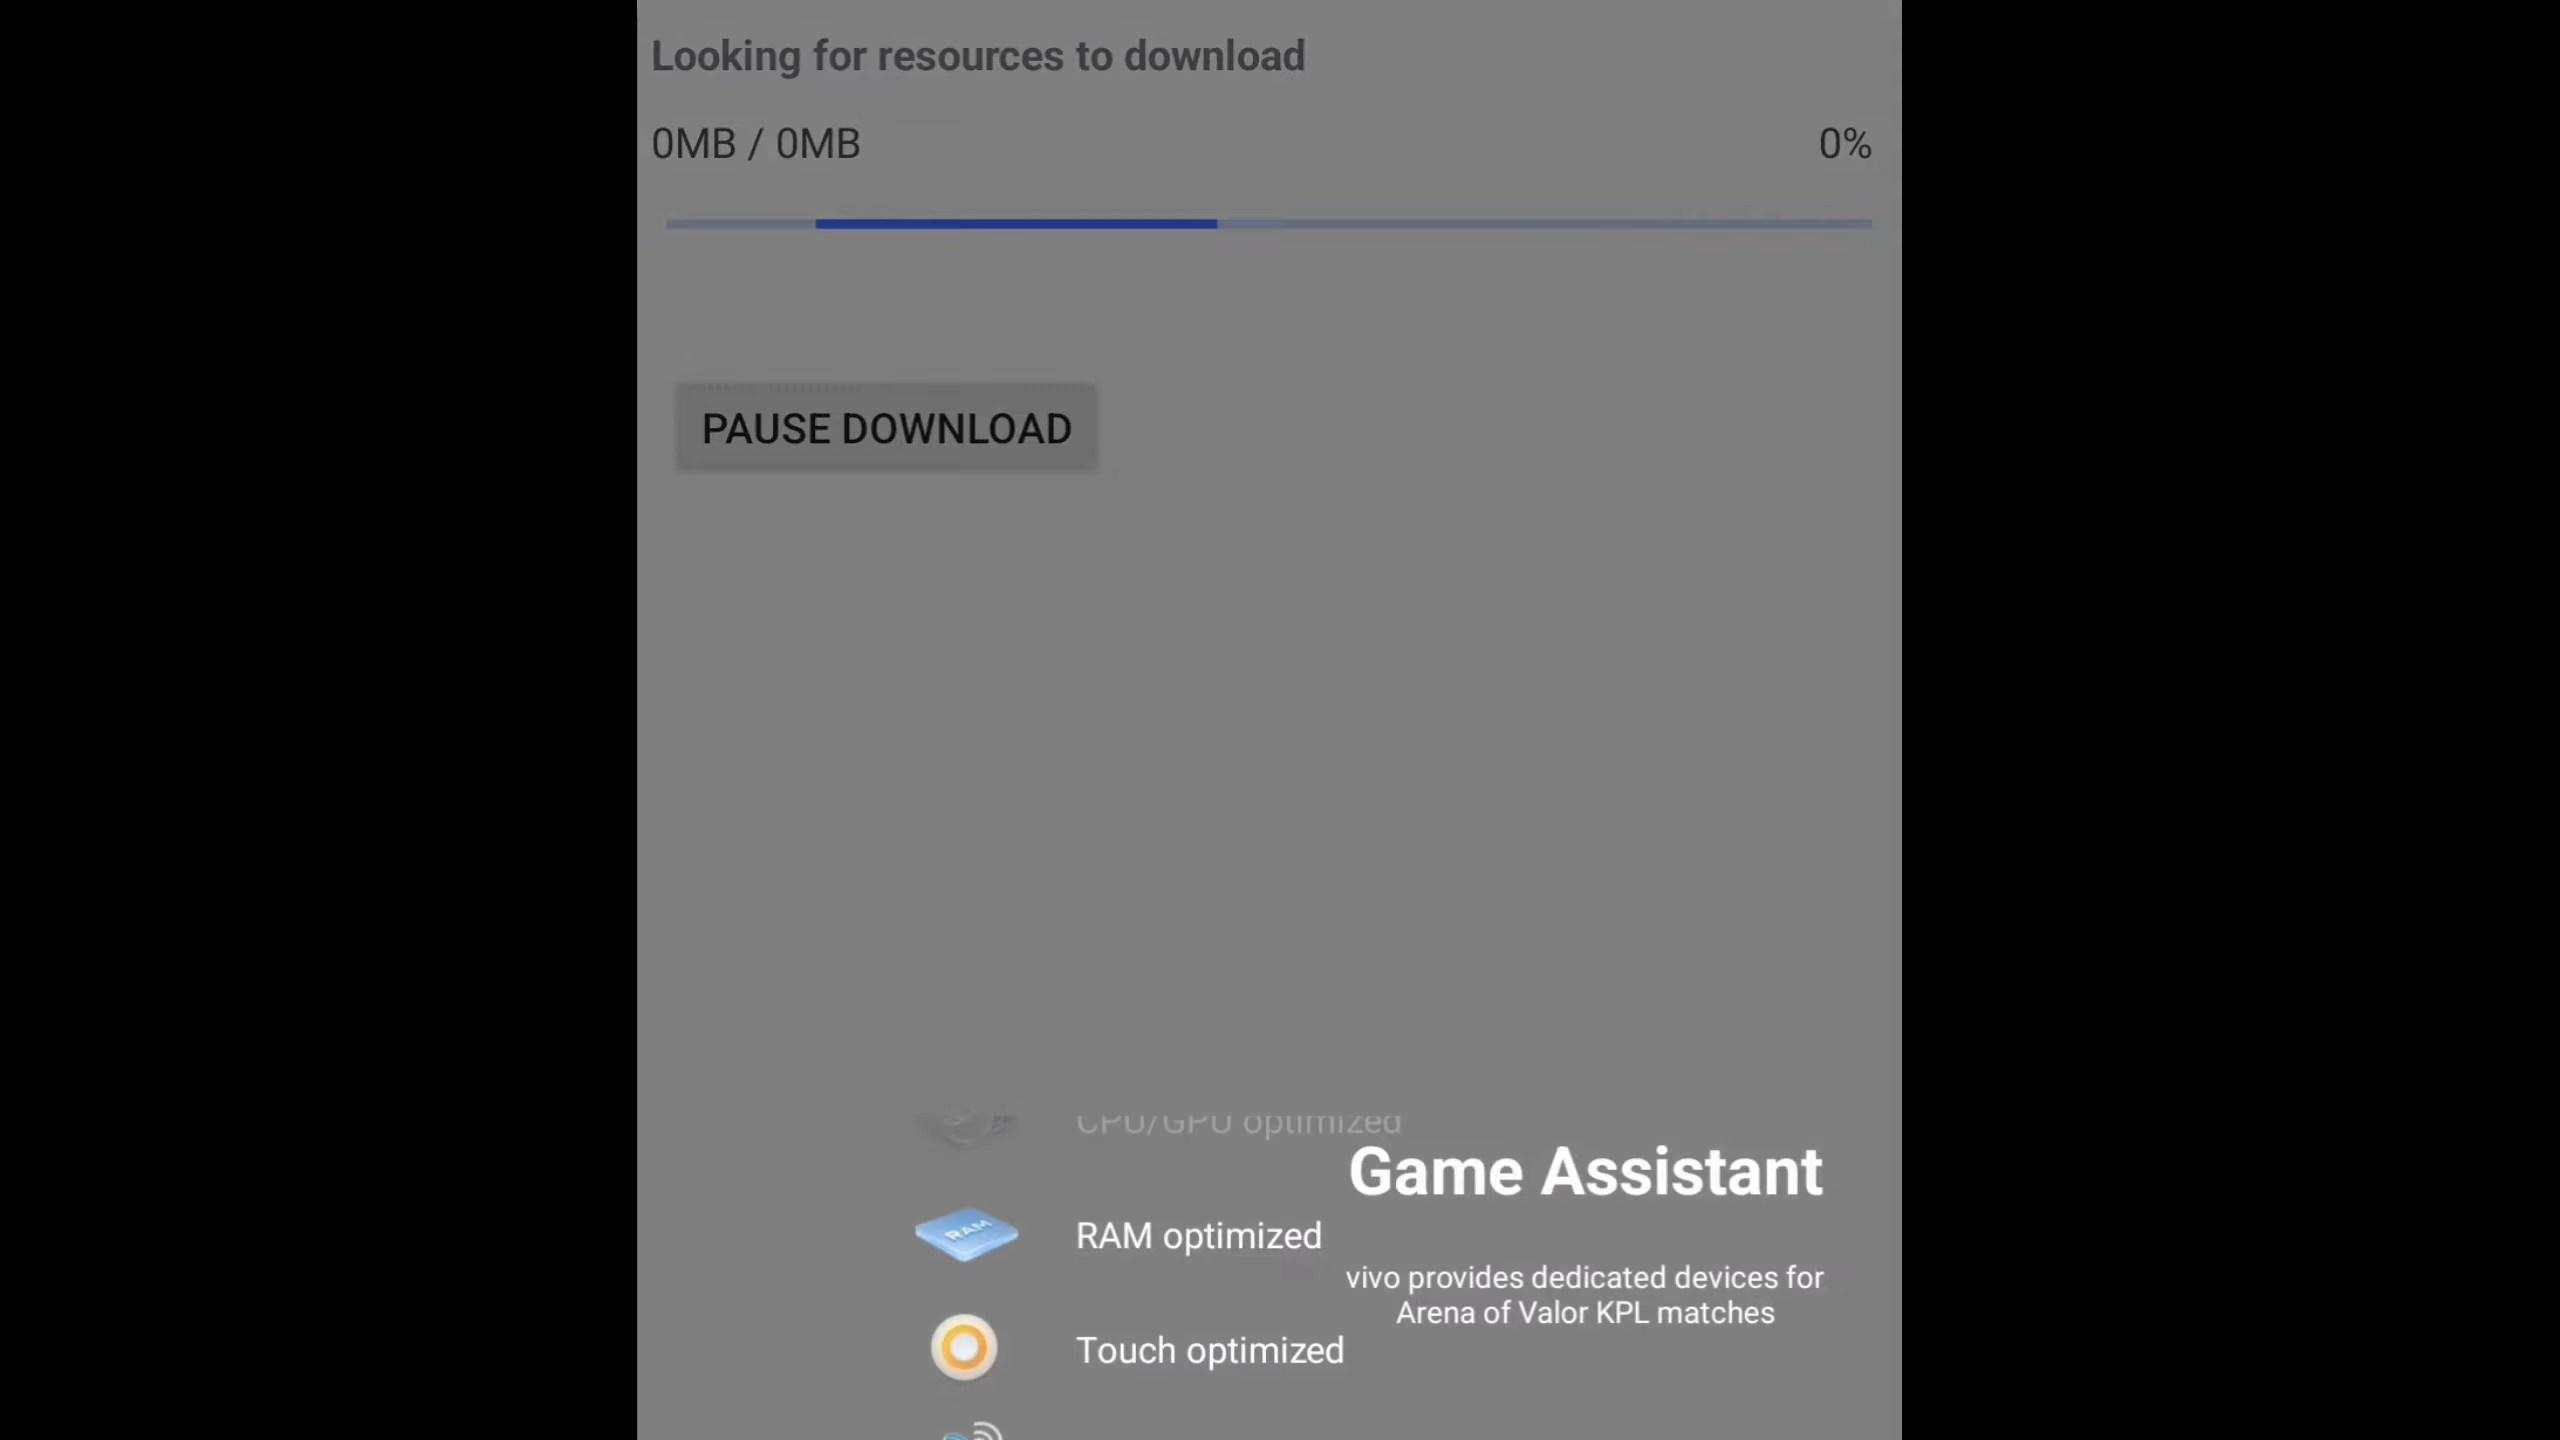 Looking for resources to download
0MB / 0MB
0%
PAUSE DOWNLOAD
CPU/GPU optimized
Game Assistant
RAM
RAM optimized
vivo provides dedicated devices for
Arena of Valor KPL matches
Touch optimized